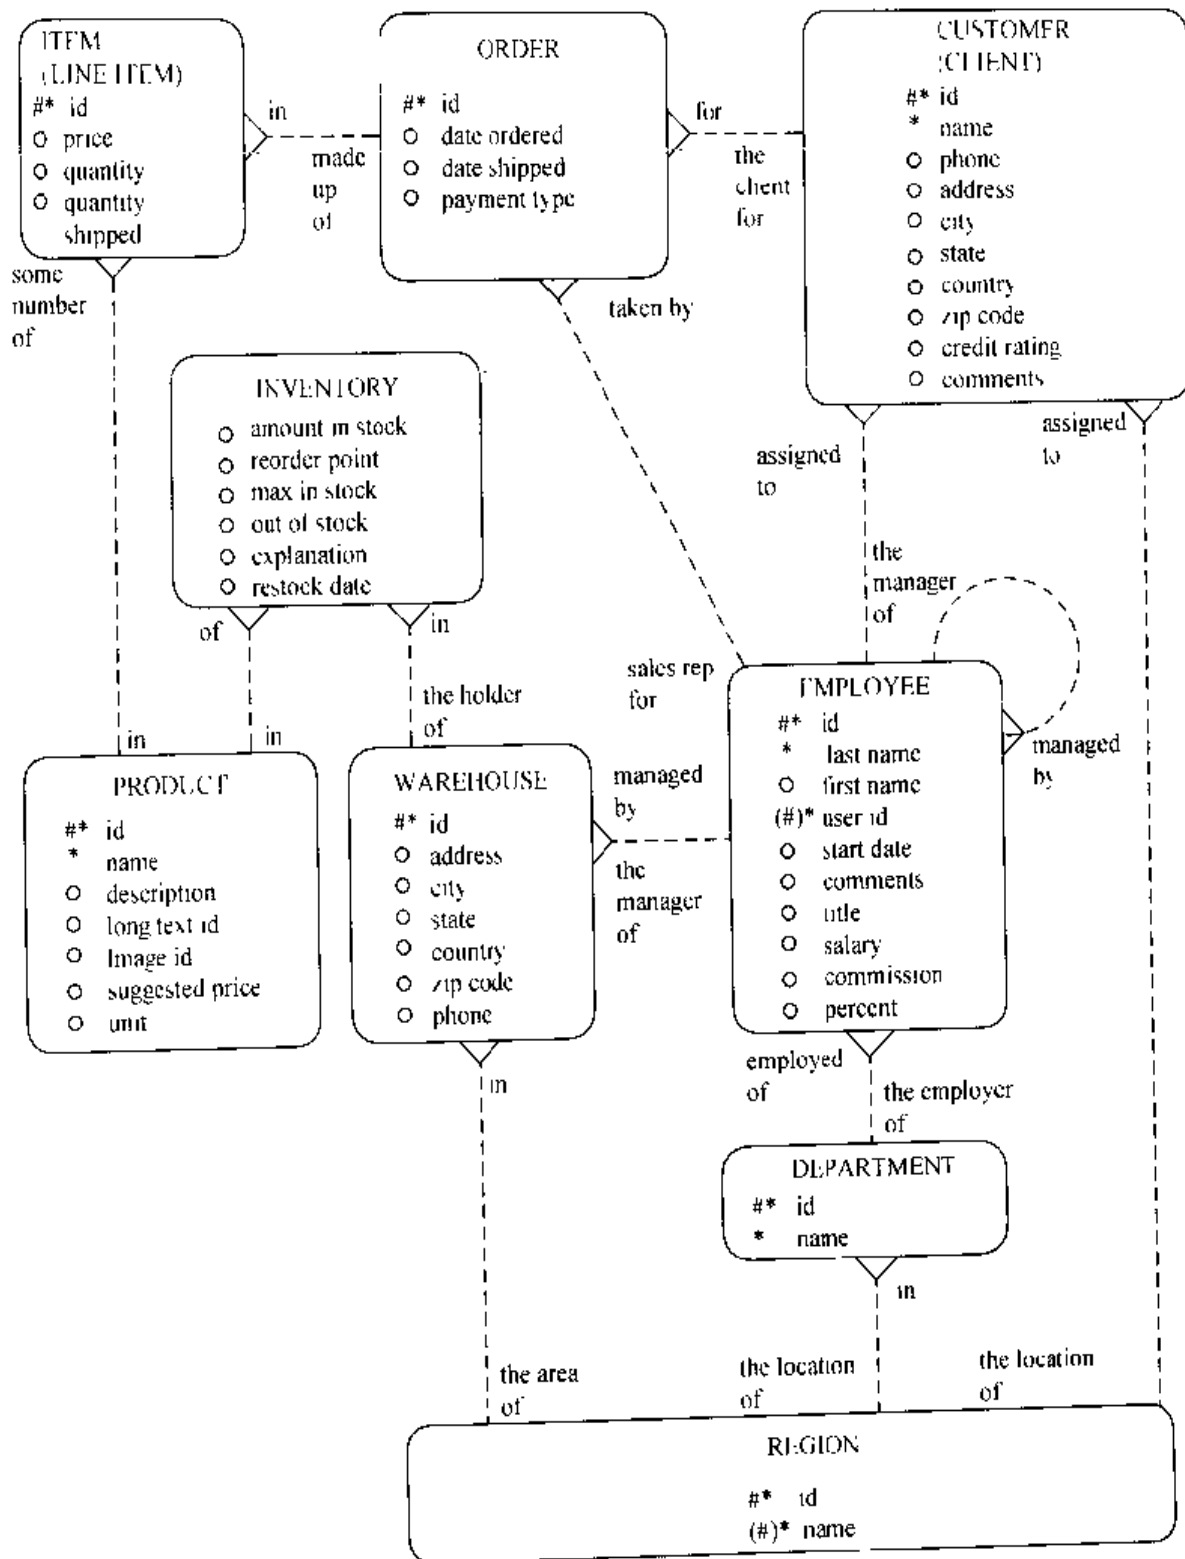 ITEM
(LINE ITEM)
#* id
O price
O quantity
O quantity
shipped
in
made
up
of
ORDER
#* id
O date ordered
O date shipped
O payment type
for
the
client
for
CUSTOMER
(CLIENT)
#* id
* name
O phone
O address
O city
O state
O country
O zip code
O credit rating
O comments
some
number
of
taken by
assigned
to
assigned
to
INVENTORY
O amount in stock
O reorder point
O max in stock
O out of stock
O explanation
O restock date
of
in
the
manager
of
sales rep
for
the holder
of
in
in
PRODUCT
#* id
* name
O description
O long text id
O Image id
O suggested price
O unit
WAREHOUSE
#* id
O address
O city
O state
O country
O zip code
O phone
managed
by
the
manager
of
EMPLOYEE
#* id
* last name
O first name
(#)* user id
O start date
O comments
O title
O salary
O commission
O percent
managed
by
in
employed
of
the employer
of
DEPARTMENT
#* id
* name
in
the area
of
the location
of
the location
of
REGION
#* id
(#)* name